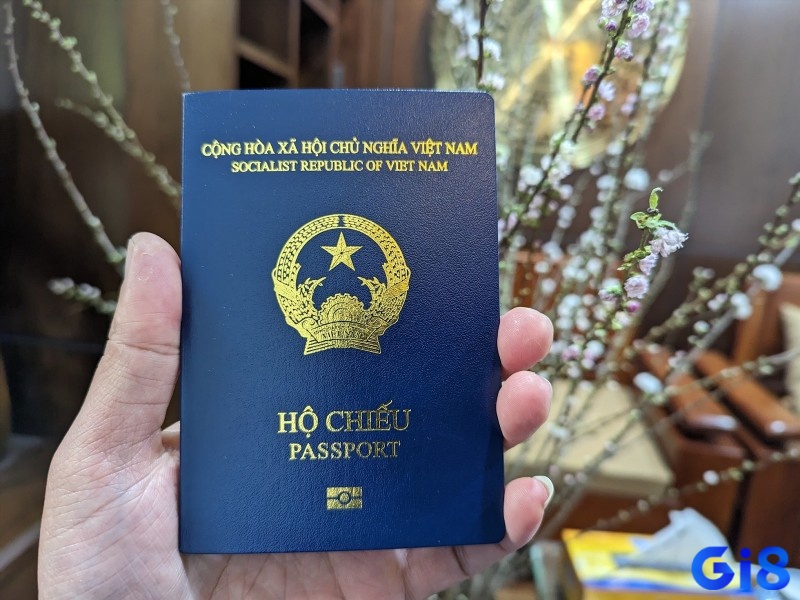 CỘNG HÒA XÃ HỘI CHỦ NGHĨA VIỆT NAM
SOCIALIST REPUBLIC OF VIET NAM
HỘ CHIẾU
PASSPORT
Gi8